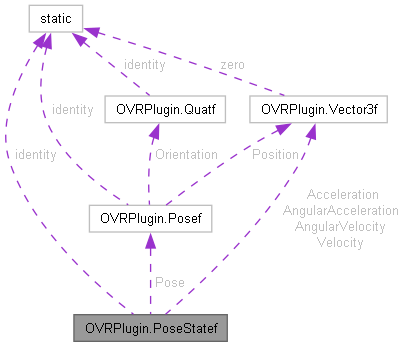 static
identity
zero
OVRPlugin.Quatf
OVRPlugin.Vector3f
identity
identity
Orientation
Position
OVRPlugin.Posef
Acceleration
AngularAcceleration
AngularVelocity
Velocity
Pose
OVRPlugin.PoseStatef